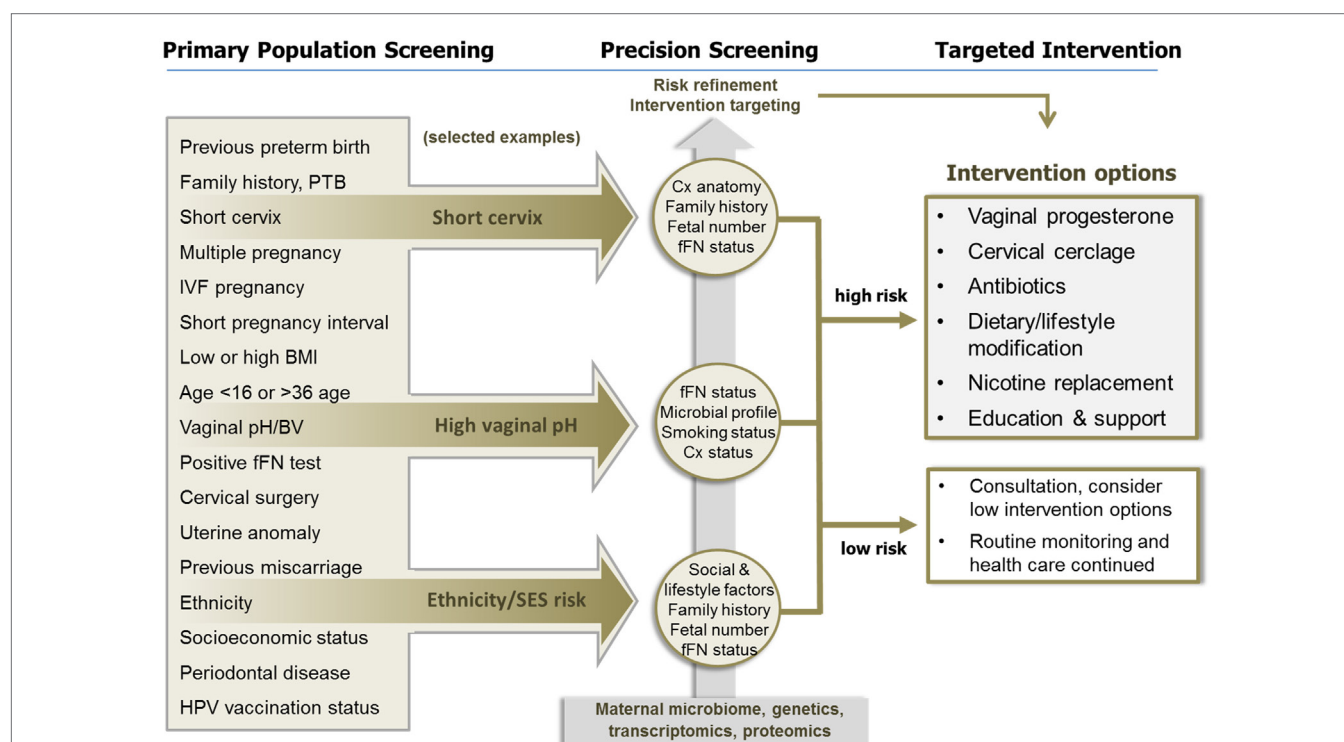 Primary Population Screening
Precision Screening
Targeted Intervention
Risk refinement
Intervention targeting
(selected examples)
Previous preterm birth
Family history, PTB
Short cervix
Multiple pregnancy
IVF pregnancy
Short pregnancy interval
Low or high BMI
Age <16 or >36 age
Vaginal pH/BV
Positive fFN test
Cervical surgery
Uterine anomaly
Previous miscarriage
Ethnicity
Socioeconomic status
Periodontal disease
HPV vaccination status
Short cervix
High vaginal pH
Ethnicity/SES risk
Cx anatomy
Family history
Fetal number
fFN status
fFN status
Microbial profile
Smoking status
Cx status
Social &
lifestyle factors
Family history
Fetal number
fFN status
Maternal microbiome, genetics,
transcriptomics, proteomics
high risk
low risk
Intervention options
• Vaginal progesterone
• Cervical cerclage
• Antibiotics
• Dietary/lifestyle
modification
• Nicotine replacement
• Education & support
• Consultation, consider
low intervention options
• Routine monitoring and
health care continued